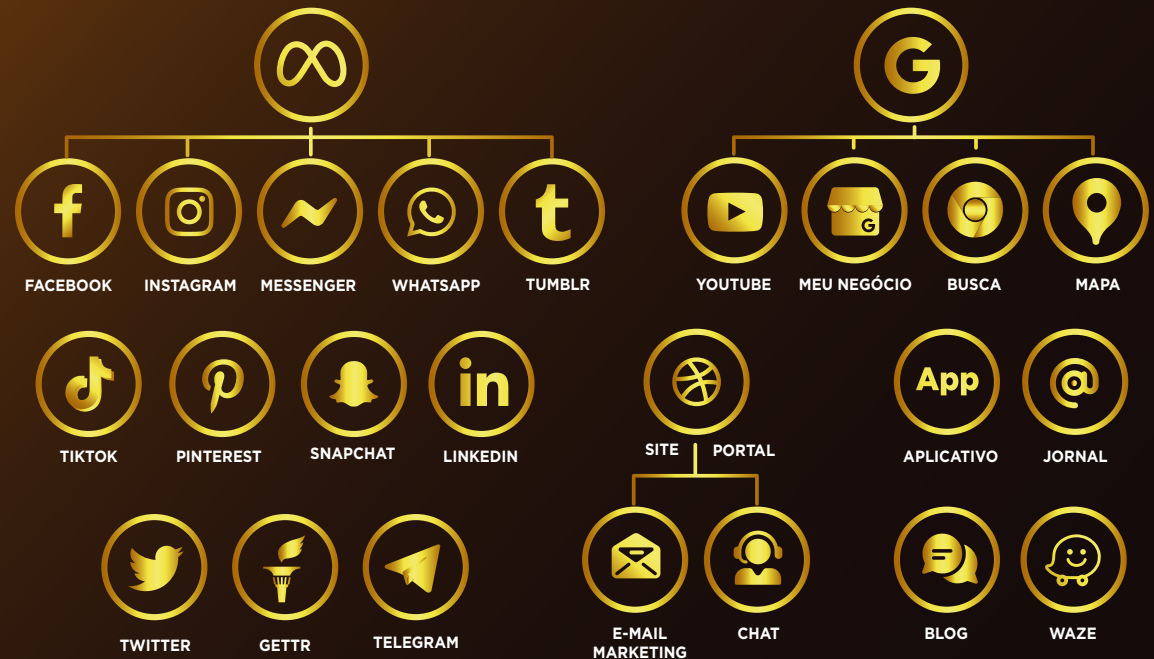 FACEBOOK
INSTAGRAM
MESSENGER
WHATSAPP
TUMBLR
YOUTUBE
MEU NEGÓCIO
BUSCA
MAPA
in
App
TIKTOK
PINTEREST
SNAPCHAT
LINKEDIN
SITE
PORTAL
APLICATIVO
JORNAL
TWITTER
GETTR
TELEGRAM
E-MAIL
MARKETING
CHAT
BLOG
WAZE